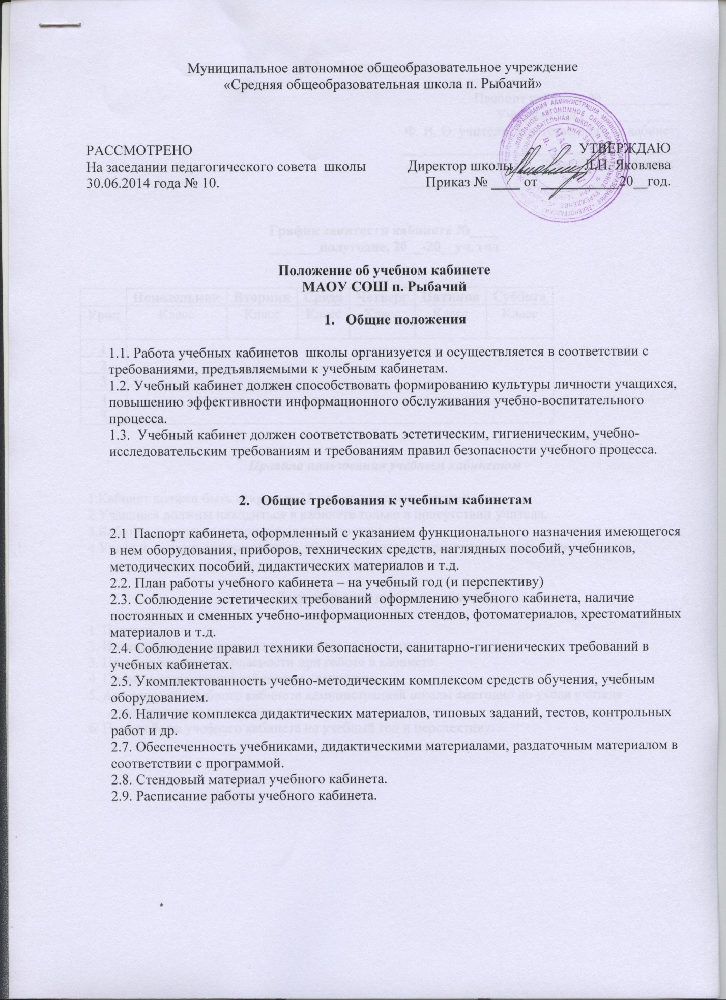 Муниципальное автономное общеобразовательное учреждение
«Средняя общеобразовательная школа п. Рыбачий»
РАССМОТРЕНО
На заседании педагогического совета школы
30.06.2014 года № 10.
УТВЕРЖДАЮ
Директор школы Л.П. Яковлева
Приказ № ____ от ___________20__год.
Положение об учебном кабинете
МАОУ СОШ п. Рыбачий
1. Общие положения
1.1. Работа учебных кабинетов школы организуется и осуществляется в соответствии с
требованиями, предъявляемыми к учебным кабинетам.
1.2. Учебный кабинет должен способствовать формированию культуры личности учащихся,
повышению эффективности информационного обслуживания учебно-воспитательного
процесса.
1.3. Учебный кабинет должен соответствовать эстетическим, гигиеническим, учебно-
исследовательским требованиям и требованиям правил безопасности учебного процесса.
2. Общие требования к учебным кабинетам
2.1 Паспорт кабинета, оформленный с указанием функционального назначения имеющегося
в нем оборудования, приборов, технических средств, наглядных пособий, учебников,
методических пособий, дидактических материалов и т.д.
2.2. План работы учебного кабинета – на учебный год (и перспективу)
2.3. Соблюдение эстетических требований оформлению учебного кабинета, наличие
постоянных и сменных учебно-информационных стендов, фотоматериалов, хрестоматийных
материалов и т.д.
2.4. Соблюдение правил техники безопасности, санитарно-гигиенических требований в
учебных кабинетах.
2.5. Укомплектованность учебно-методическим комплексом средств обучения, учебным
оборудованием.
2.6. Наличие комплекса дидактических материалов, типовых заданий, тестов, контрольных
работ и др.
2.7. Обеспеченность учебниками, дидактическими материалами, раздаточным материалом в
соответствии с программой.
2.8. Стендовый материал учебного кабинета.
2.9. Расписание работы учебного кабинета.